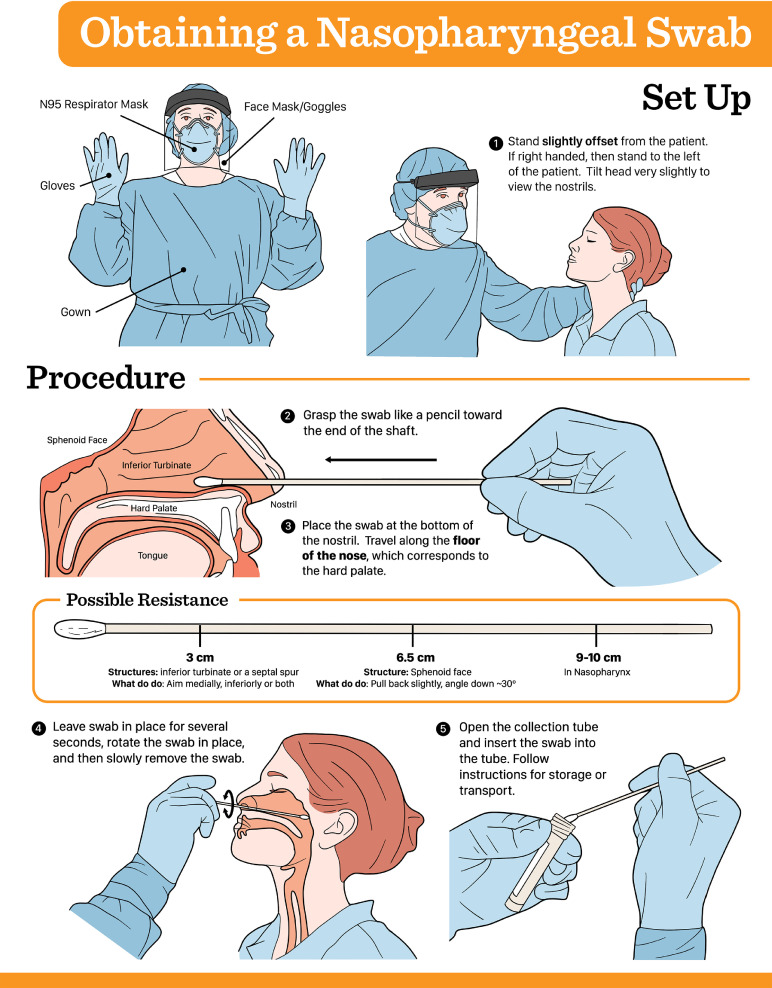 Obtaining a Nasopharyngeal Swab
Set Up
N95 Respirator Mask
Face Mask/Goggles
Gloves
Gown
1 Stand slightly offset from the patient.
If right handed, then stand to the left
of the patient. Tilt head very slightly to
view the nostrils.
Procedure
2 Grasp the swab like a pencil toward
the end of the shaft.
Sphenoid Face
Inferior Turbinate
Hard Palate
Nostril
Tongue
3 Place the swab at the bottom of
the nostril. Travel along the floor
of the nose, which corresponds to
the hard palate.
Possible Resistance
3 cm
Structures: inferior turbinate or a septal spur
What do do: Aim medially, inferiorly or both
6.5 cm
Structure: Sphenoid face
What do do: Pull back slightly, angle down ~30°
9-10 cm
In Nasopharynx
4 Leave swab in place for several
seconds, rotate the swab in place,
and then slowly remove the swab.
5 Open the collection tube
and insert the swab into
the tube. Follow
instructions for storage or
transport.